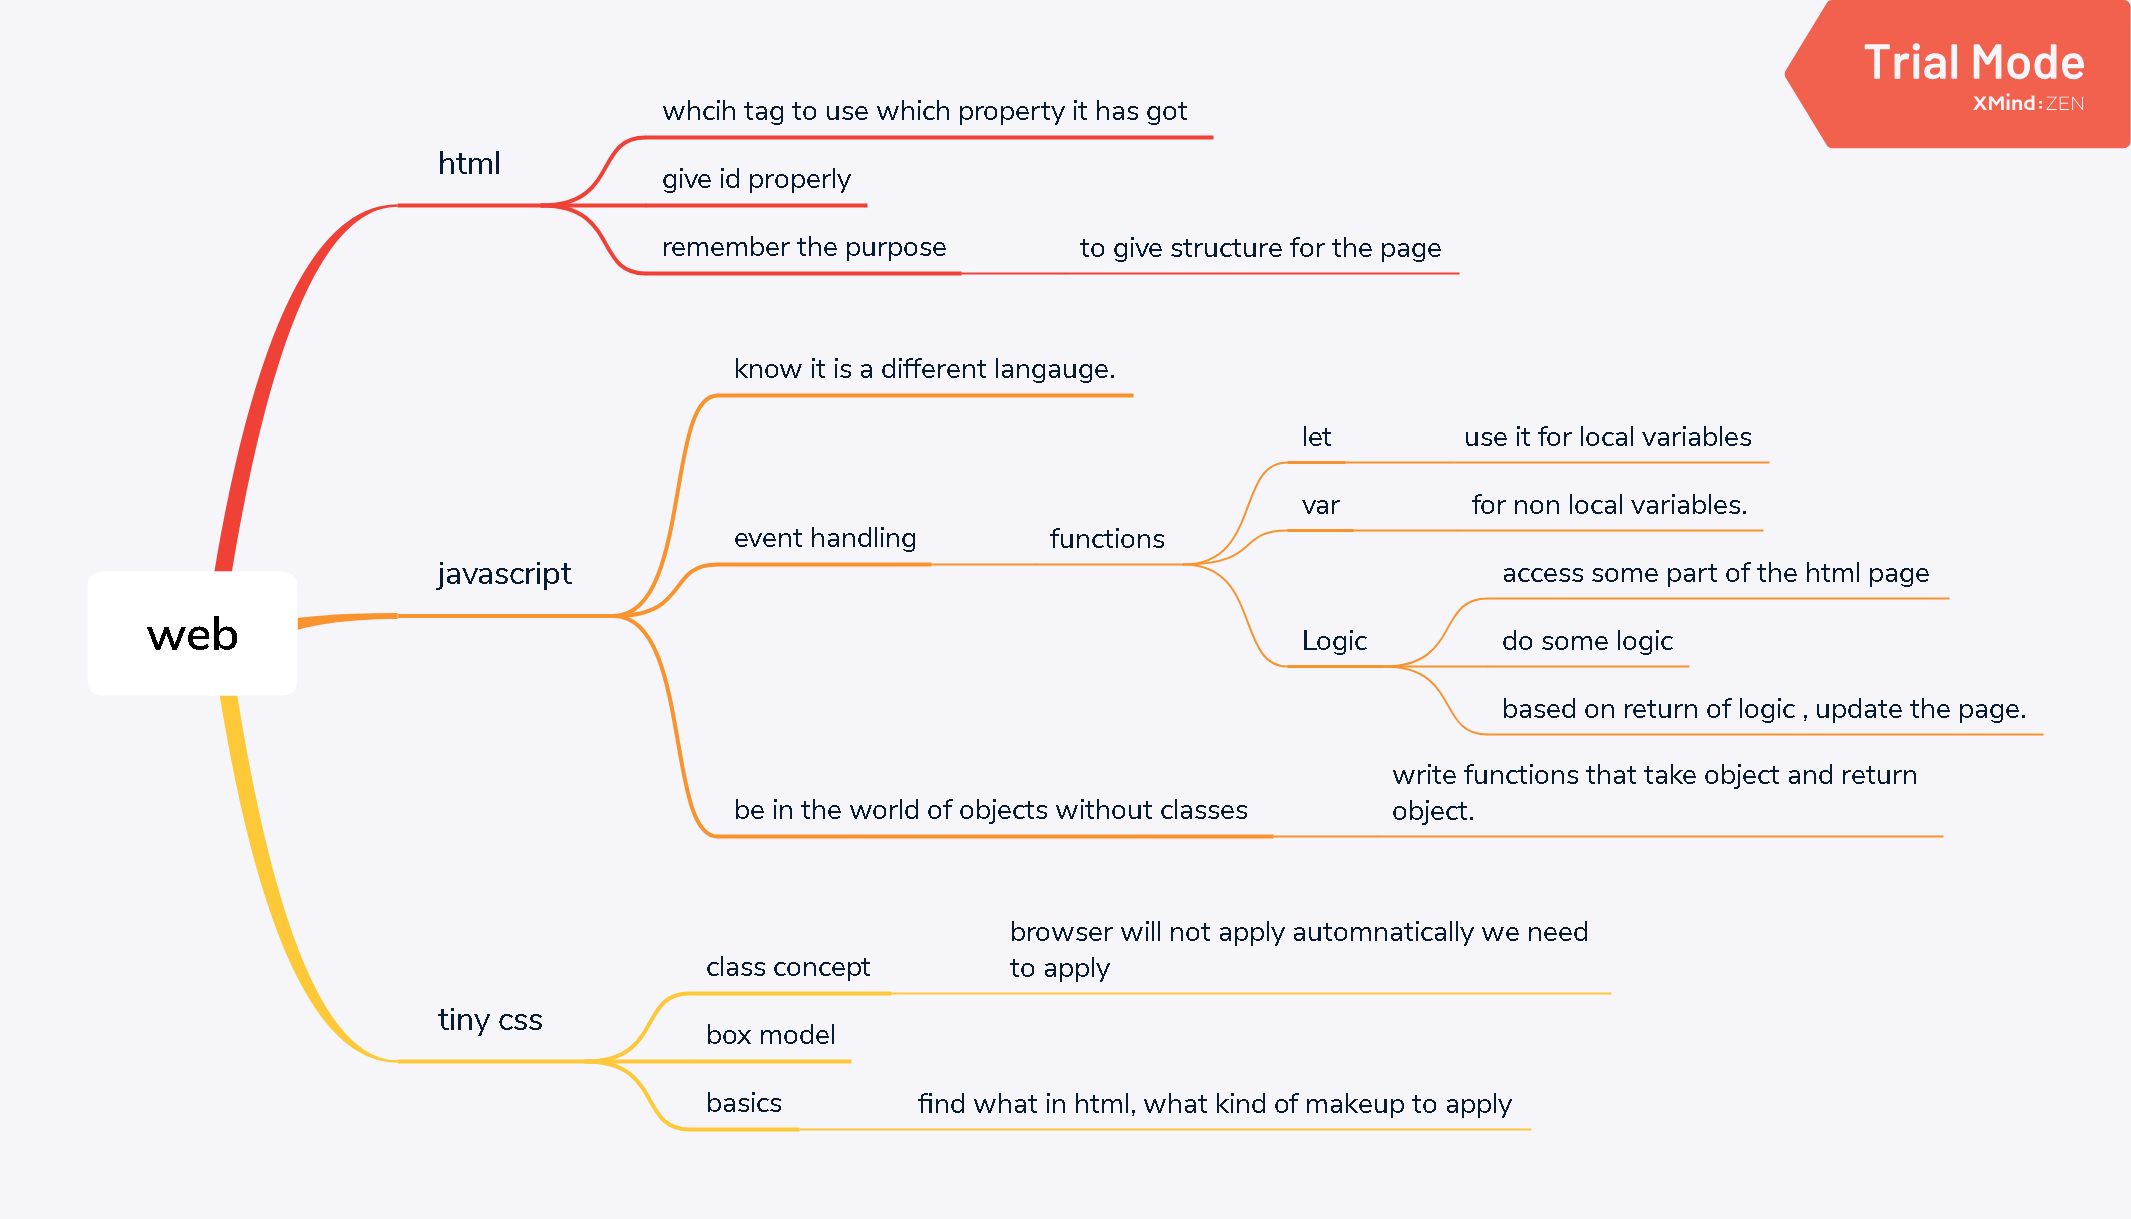 Trial Mode
XMind:ZEN
web
html
whcih tag to use which property it has got
give id properly
remember the purpose
to give structure for the page
javascript
know it is a different langauge.
event handling
functions
let
use it for local variables
var
for non local variables.
Logic
access some part of the html page
do some logic
based on return of logic , update the page.
be in the world of objects without classes
write functions that take object and return
object.
tiny css
class concept
browser will not apply automnatically we need
to apply
box model
basics
find what in html, what kind of makeup to apply